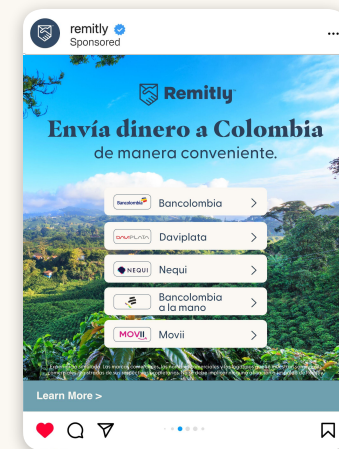 remitly
Sponsored
Remitly
Envía dinero a Colombia
de manera conveniente.
Bancolombia
Bancolombia
DAVIPLATA
Daviplata
NEQUI
Nequi
Bancolombia
a la mano
MOVII
Movii
Learn More >